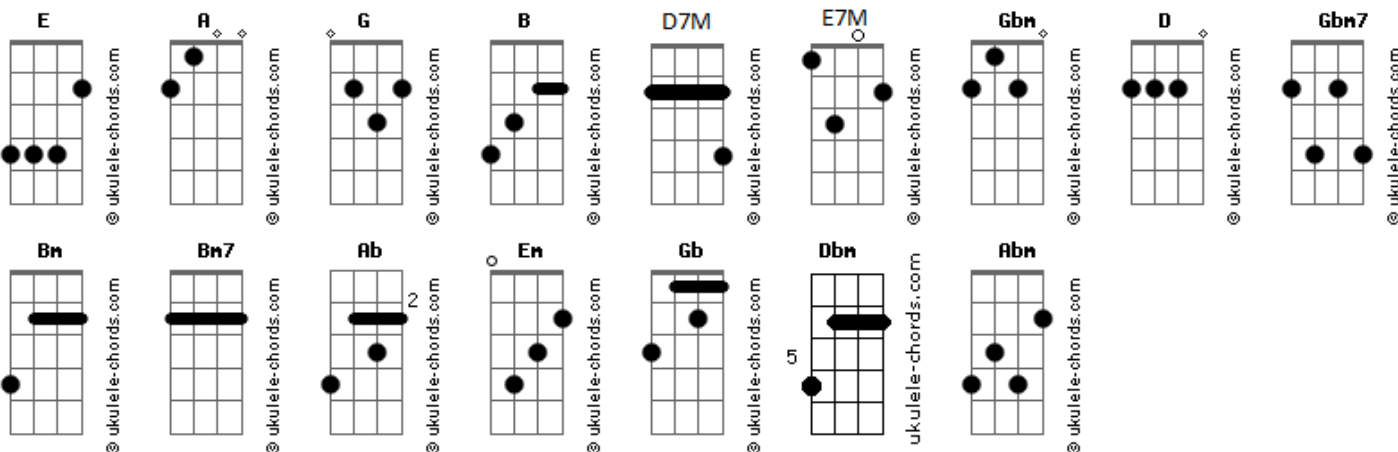 E A G B D7M E7M Gbm D Gbm7
© ukulele-chords.com © ukulele-chords.com © ukulele-chords.com © ukulele-chords.com © ukulele-chords.com © ukulele-chords.com © ukulele-chords.com © ukulele-chords.com © ukulele-chords.com
Bm Bm7 Ab Em Gb Dbm Abm
2
5
© ukulele-chords.com © ukulele-chords.com © ukulele-chords.com © ukulele-chords.com © ukulele-chords.com ukulele-chords.com © ukulele-chords.com